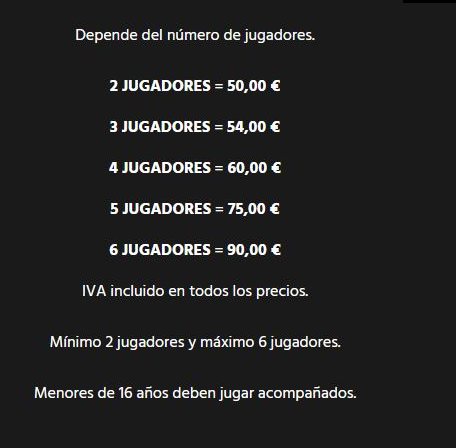 Depende del número de jugadores.
2 JUGADORES = 50,00 €
3 JUGADORES = 54,00 €
4 JUGADORES = 60,00 €
5 JUGADORES = 75,00 €
6 JUGADORES = 90,00 €
IVA incluido en todos los precios.
Mínimo 2 jugadores y máximo 6 jugadores.
Menores de 16 años deben jugar acompañados.